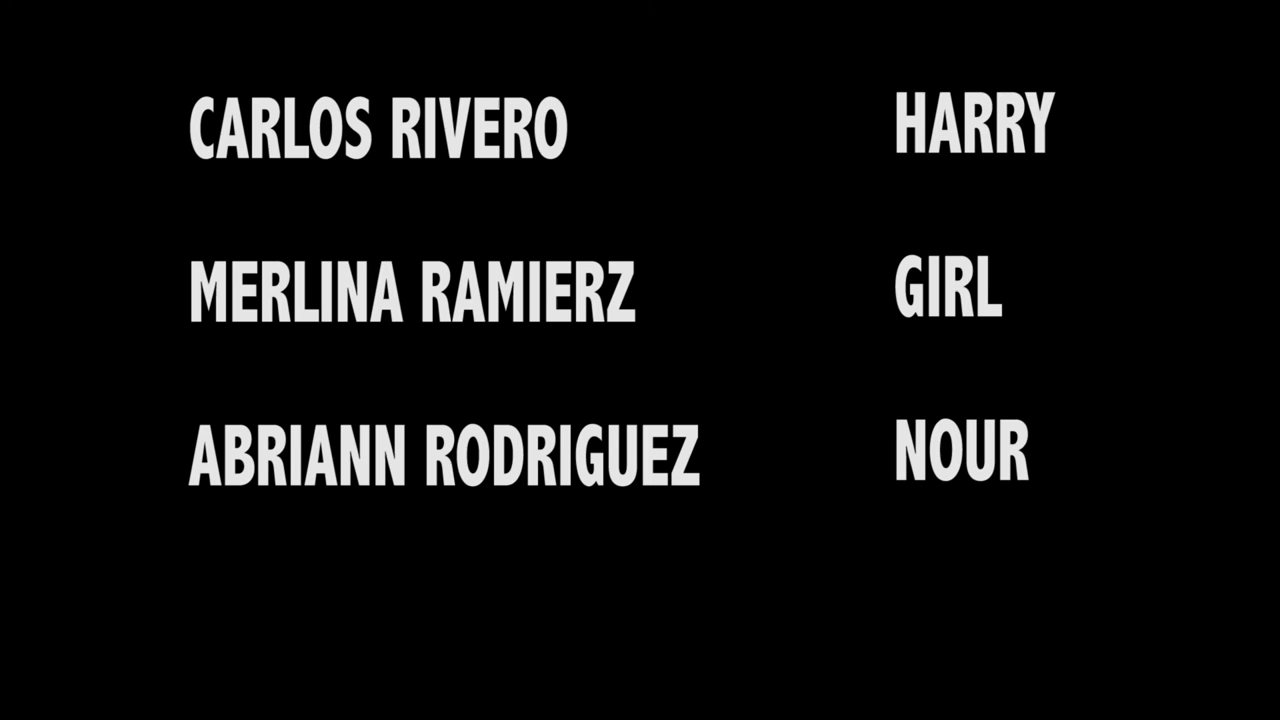 CARLOS RIVERO HARRY
MERLINA RAMIERZ GIRL
ABRIANN RODRIGUEZ NOUR